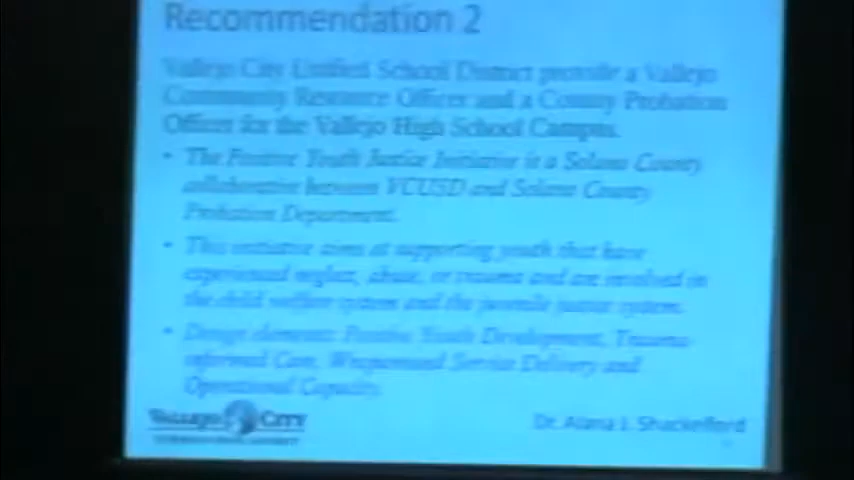 Recommendation 2
Vallejo City Unified School District provide a Vallejo
Community Resource Officer and a County Probation
Officer for the Vallejo High School Campus.
• The Positive Youth Justice Initiative is a Solano County
collaborative between VCUSD and Solano County
Probation Department.
• This initiative aims at supporting youth that have
experienced neglect, abuse, or trauma and are involved in
the child welfare system and the juvenile justice system.
• Design elements: Positive Youth Development, Trauma
informed Care, Wraparound Service Delivery and
Operational Capacity.
Vallejo City
Dr. Alana J. Shackelford